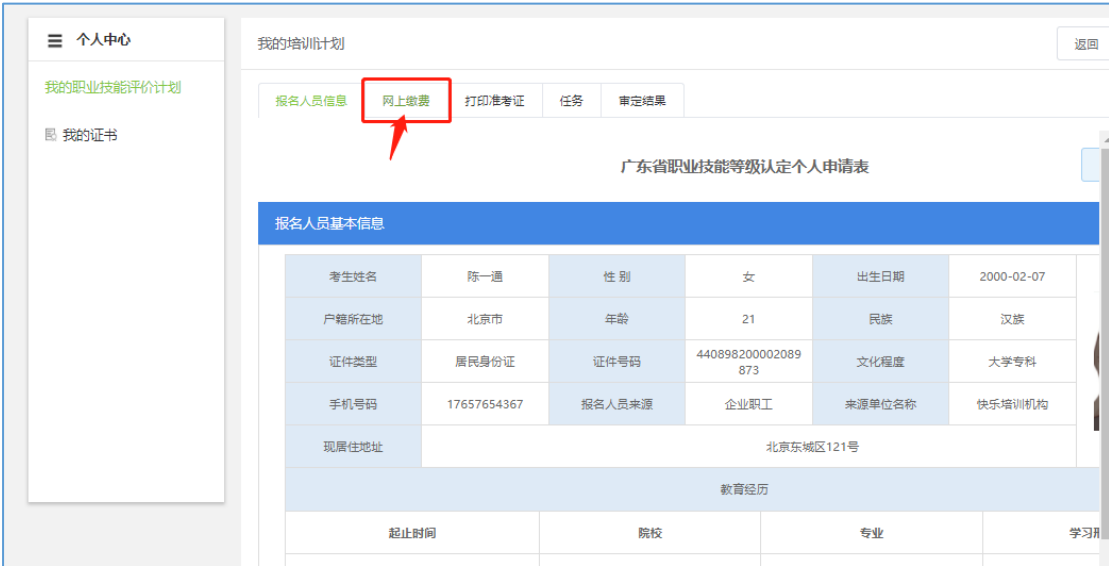 个人中心
我的职业技能评价计划
我的证书
我的培训计划
返回
报名人员信息 网上缴费 打印准考证 任务 审定结果
广东省职业技能等级认定个人申请表
报名人员基本信息
考生姓名 陈一通 性 别 女 出生日期 2000-02-07
户籍所在地 北京市 年龄 21 民族 汉族
证件类型 居民身份证 证件号码 440898200002089 文化程度 大学专科
873
手机号码 17657654367 报名人员来源 企业职工 来源单位名称 快乐培训机构
现居住地址 北京东城区121号
教育经历
起止时间 院校 专业 学习